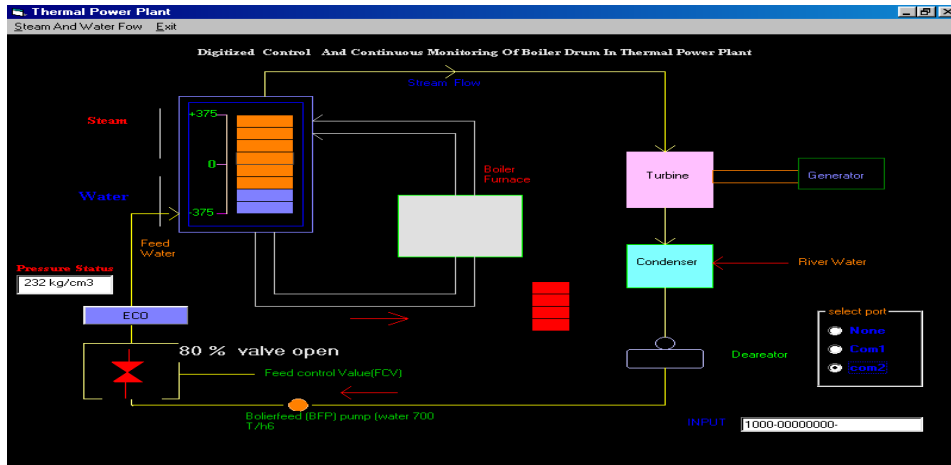 Thermal Power Plant
Steam And Water Fow Exit
Digitized Control And Continuous Monitoring Of Boiler Drum In Thermal Power Plant
Stream Flow
+375
Steam
0
Boiler
Furnace
Turbine
Generator
Water
-375
Feed
Water
Condenser
River Water
Pressure Status
232 kg/cm3
ECO
select port
None
Com1
com2
80 % valve open
Deareator
Feed control Value(FCV)
Bolierfeed (BFP) pump (water 700
T/h6
INPUT 1000-00000000-